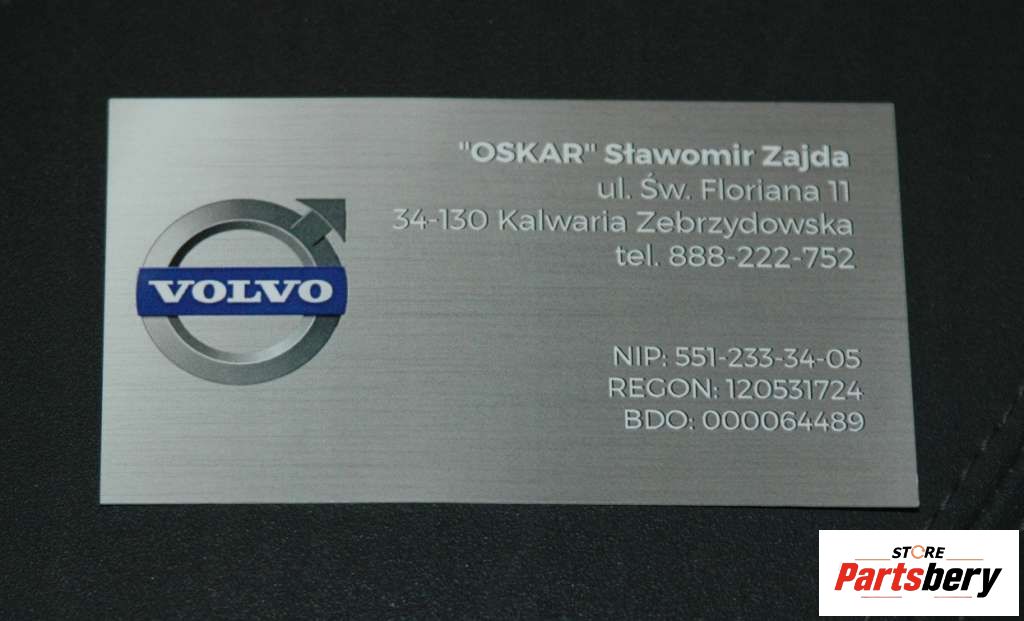 "OSKAR" Sławomir Zajda
ul. Św. Floriana 11
34-130 Kalwaria Zebrzydowska
tel. 888-222-752
VOLVO
NIP: 551-233-34-05
REGON: 120531724
BDO: 000064489
STORE
Partsbery